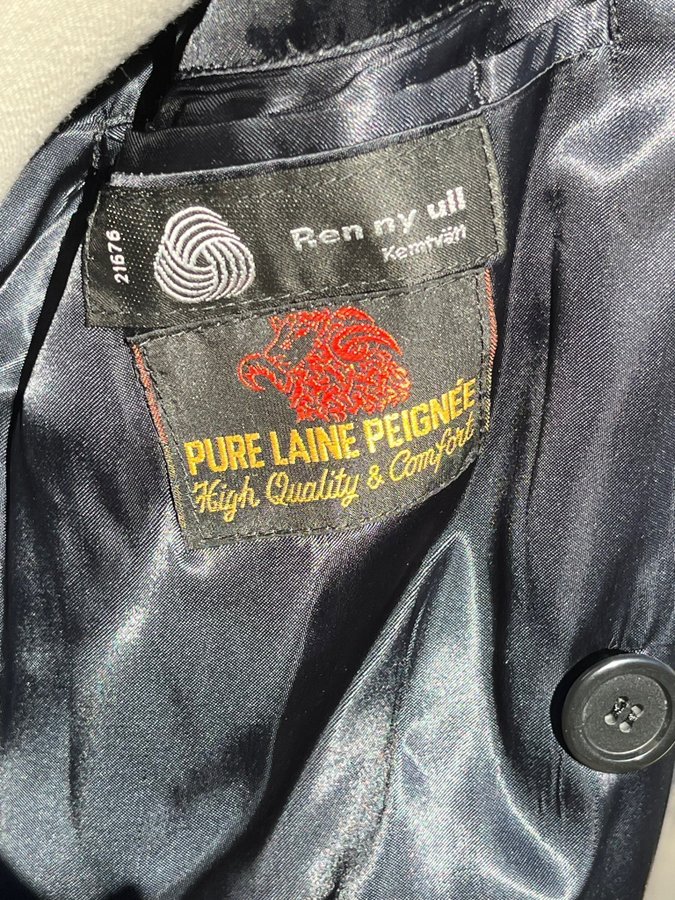 21676
Ren ny ull
Kemtvätt
PURE LAINE PEIGNÉE
High Quality & Comfort